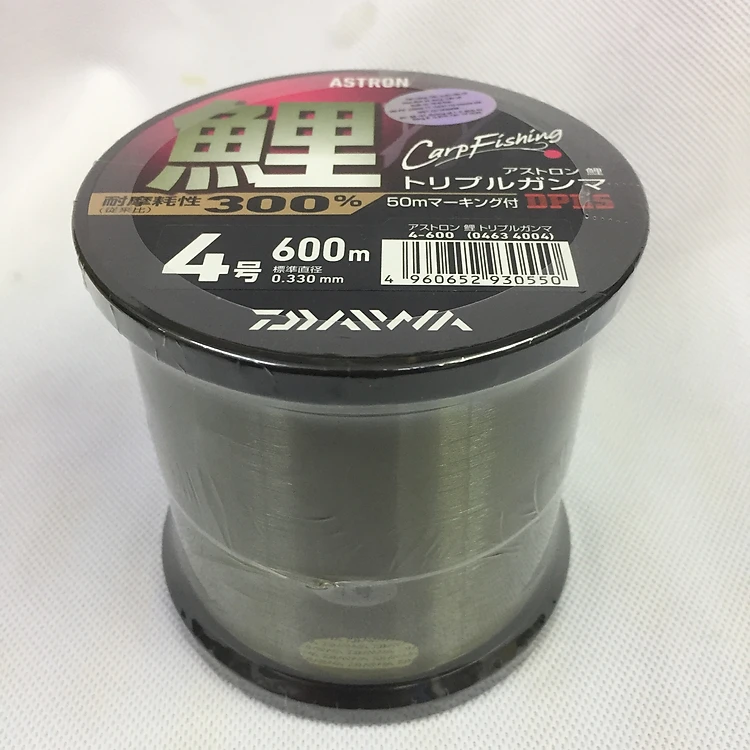 ASTRON
鯉
CarpFishing
アストロン 鯉
トリプルガンマ
耐摩耗性 300%
(従来比)
50mマーキング付 DPLS
4号 600m
標準直径
0.330 mm
アストロン 鯉 トリプルガンマ
4-600 (0463 4004)
4 960652 930550
DAIWA